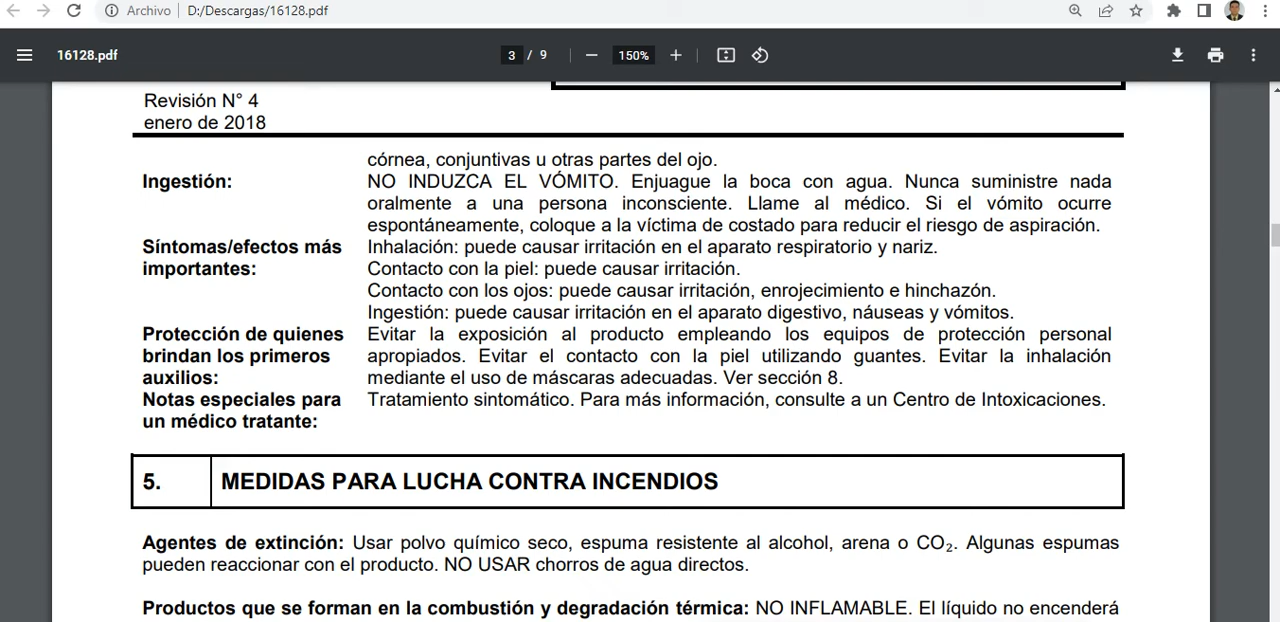 Archivo | D:/Descargas/16128.pdf
16128.pdf
3 / 9
150%
Revisión N° 4
enero de 2018
córnea, conjuntivas u otras partes del ojo.
Ingestión: NO INDUZCA EL VÓMITO. Enjuague la boca con agua. Nunca suministre nada
oralmente a una persona inconsciente. Llame al médico. Si el vómito ocurre
espontáneamente, coloque a la víctima de costado para reducir el riesgo de aspiración.
Síntomas/efectos más Inhalación: puede causar irritación en el aparato respiratorio y nariz.
importantes: Contacto con la piel: puede causar irritación.
Contacto con los ojos: puede causar irritación, enrojecimiento e hinchazón.
Ingestión: puede causar irritación en el aparato digestivo, náuseas y vómitos.
Protección de quienes Evitar la exposición al producto empleando los equipos de protección personal
brindan los primeros apropiados. Evitar el contacto con la piel utilizando guantes. Evitar la inhalación
auxilios: mediante el uso de máscaras adecuadas. Ver sección 8.
Notas especiales para Tratamiento sintomático. Para más información, consulte a un Centro de Intoxicaciones.
un médico tratante:
5. MEDIDAS PARA LUCHA CONTRA INCENDIOS
Agentes de extinción: Usar polvo químico seco, espuma resistente al alcohol, arena o CO₂. Algunas espumas
pueden reaccionar con el producto. NO USAR chorros de agua directos.
Productos que se forman en la combustión y degradación térmica: NO INFLAMABLE. El líquido no encenderá